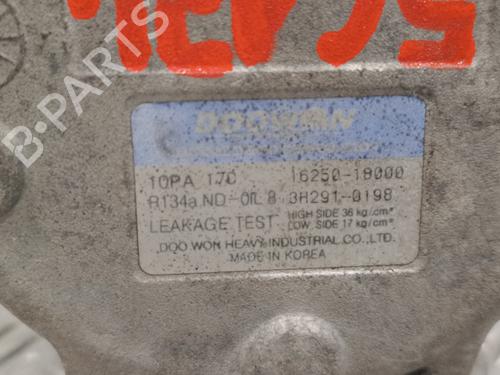 DOOWON
10PA 17C 16250-18000
R134a ND-OIL 8 3H291-0198
LEAKAGE TEST HIGH SIDE 36 kg/cm²
LOW SIDE 17 kg/cm²
DOO WON HEAVY INDUSTRIAL CO., LTD.
MADE IN KOREA
B-PARTS